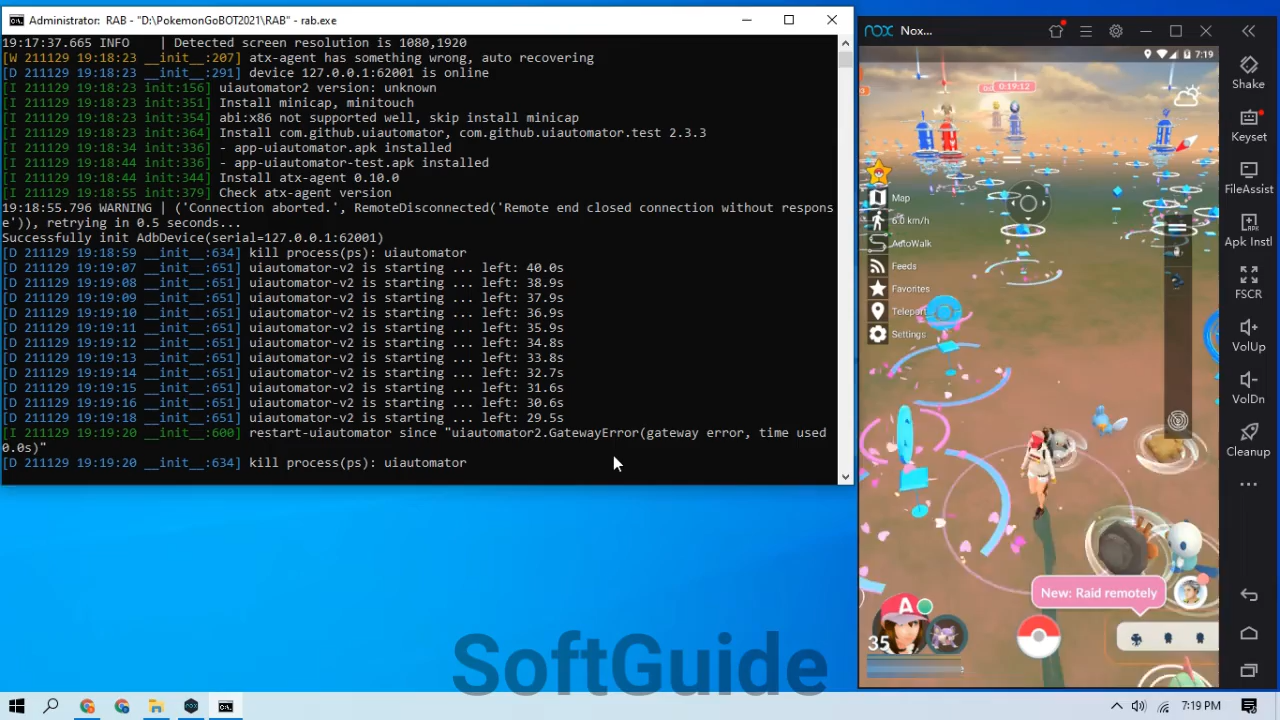 Administrator: RAB - "D:\PokemonGoBOT2021\RAB" - rab.exe
19:17:37.665 INFO | Detected screen resolution is 1080,1920
[W 211129 19:18:23 __init__:207] atx-agent has something wrong, auto recovering
[D 211129 19:18:23 __init__:291] device 127.0.0.1:62001 is online
[I 211129 19:18:23 init:156] uiautomator2 version: unknown
[I 211129 19:18:23 init:351] Install minicap, minitouch
[I 211129 19:18:23 init:354] abi:x86 not supported well, skip install minicap
[I 211129 19:18:23 init:364] Install com.github.uiautomator, com.github.uiautomator.test 2.3.3
[I 211129 19:18:34 init:336] - app-uiautomator.apk installed
[I 211129 19:18:44 init:336] - app-uiautomator-test.apk installed
[I 211129 19:18:44 init:344] Install atx-agent 0.10.0
[I 211129 19:18:55 init:379] Check atx-agent version
19:18:55.796 WARNING | ('Connection aborted.', RemoteDisconnected('Remote end closed connection without respons
e')), retrying in 0.5 seconds...
Successfully init AdbDevice(serial=127.0.0.1:62001)
[D 211129 19:18:59 __init__:634] kill process(ps): uiautomator
[D 211129 19:19:07 __init__:651] uiautomator-v2 is starting ... left: 40.0s
[D 211129 19:19:08 __init__:651] uiautomator-v2 is starting ... left: 38.9s
[D 211129 19:19:09 __init__:651] uiautomator-v2 is starting ... left: 37.9s
[D 211129 19:19:10 __init__:651] uiautomator-v2 is starting ... left: 36.9s
[D 211129 19:19:11 __init__:651] uiautomator-v2 is starting ... left: 35.9s
[D 211129 19:19:12 __init__:651] uiautomator-v2 is starting ... left: 34.8s
[D 211129 19:19:13 __init__:651] uiautomator-v2 is starting ... left: 33.8s
[D 211129 19:19:14 __init__:651] uiautomator-v2 is starting ... left: 32.7s
[D 211129 19:19:15 __init__:651] uiautomator-v2 is starting ... left: 31.6s
[D 211129 19:19:16 __init__:651] uiautomator-v2 is starting ... left: 30.6s
[D 211129 19:19:18 __init__:651] uiautomator-v2 is starting ... left: 29.5s
[I 211129 19:19:20 __init__:600] restart-uiautomator since "uiautomator2.GatewayError(gateway error, time used
0.0s)"
[D 211129 19:19:20 __init__:634] kill process(ps): uiautomator
nox Nox...
7:19
0:19:12
Map
6.0 km/h
AutoWalk
Feeds
Favorites
Teleport
Settings
New: Raid remotely
A
35
Shake
Keyset
FileAssist
Apk Instl
FSCR
VolUp
VolDn
Cleanup
SoftGuide
7:19 PM